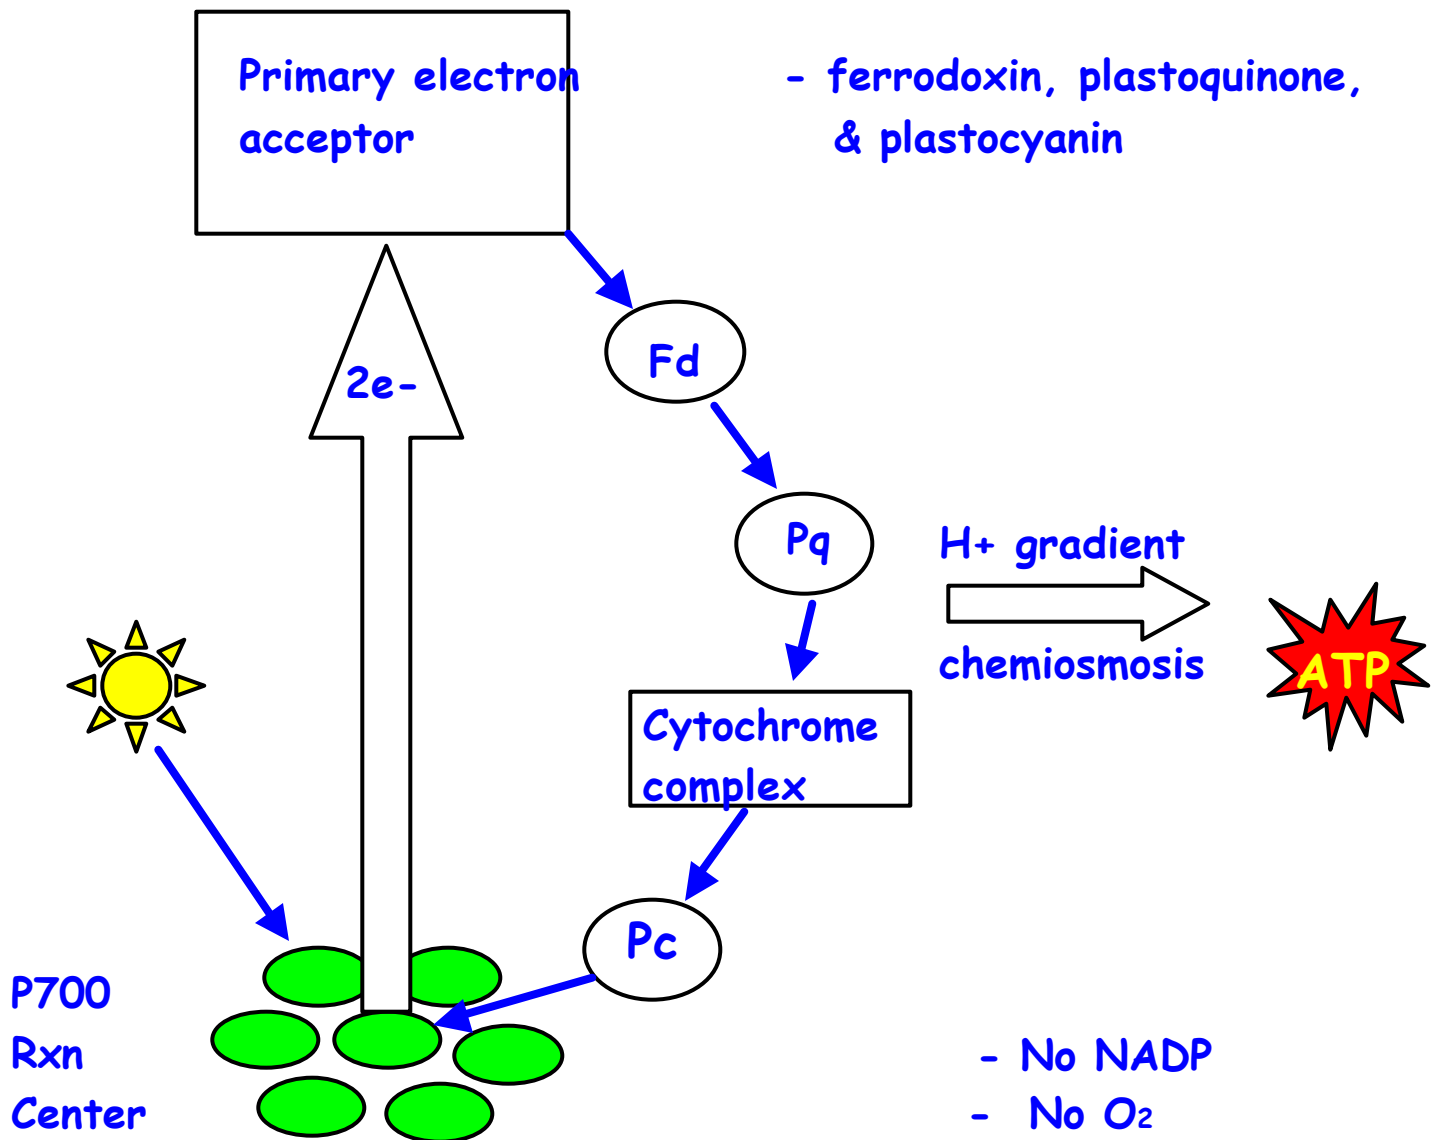 Primary electron
acceptor
- ferrodoxin, plastoquinone,
& plastocyanin
2e-
Fd
Pq
H+ gradient
chemiosmosis
ATP
Cytochrome
complex
Pc
P700
Rxn
Center
- No NADP
- No O₂